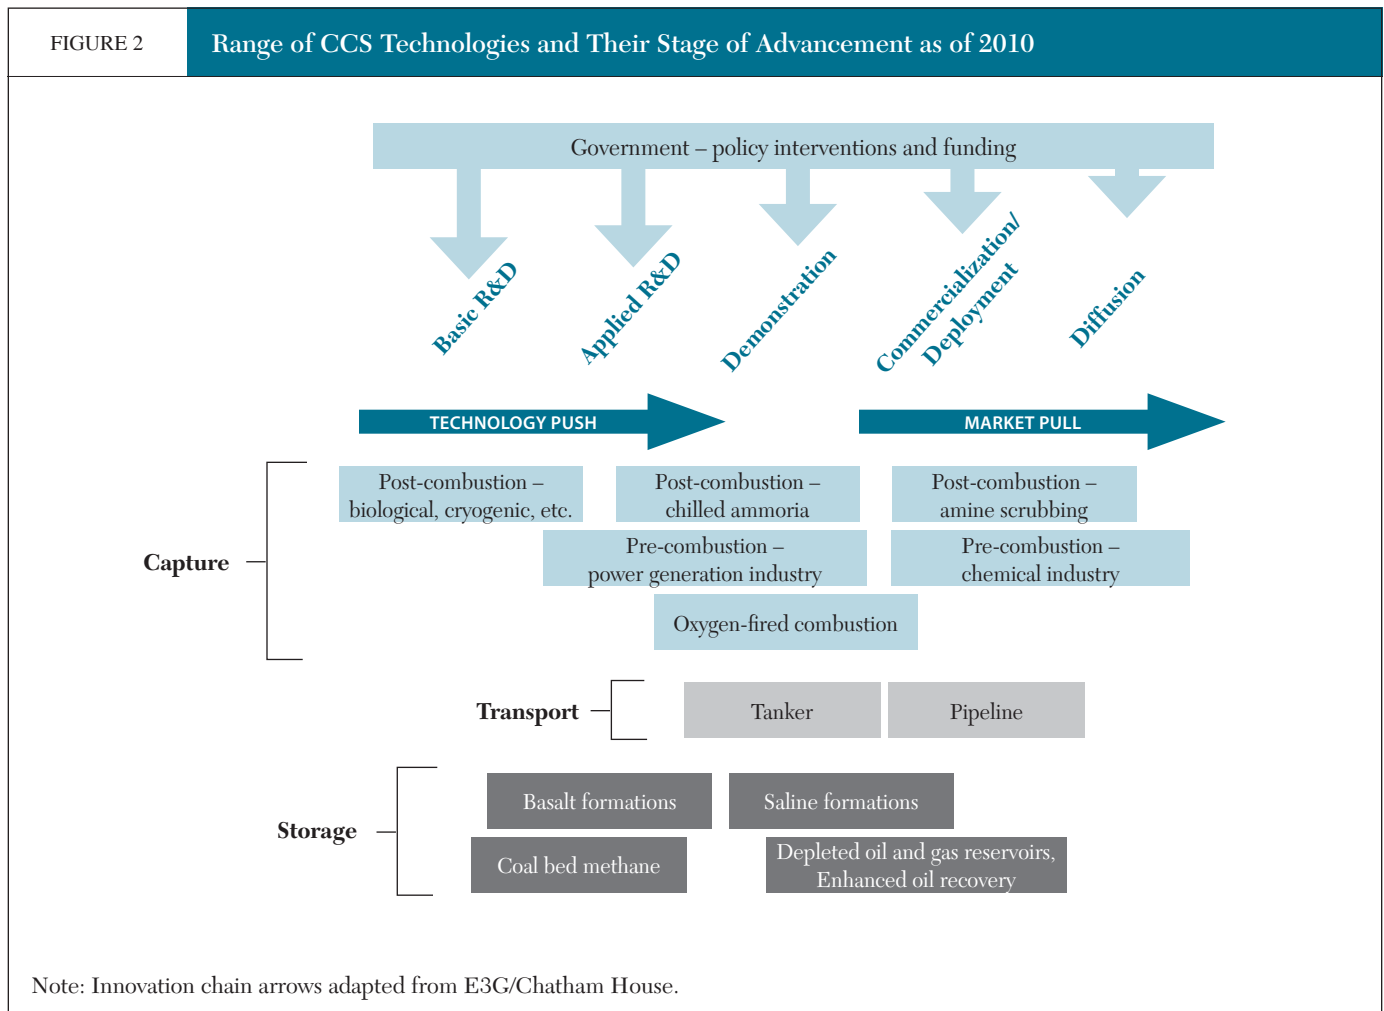 FIGURE 2
Range of CCS Technologies and Their Stage of Advancement as of 2010
Government – policy interventions and funding
Basic R&D
Applied R&D
Demonstration
Commercialization/
Deployment
Diffusion
TECHNOLOGY PUSH
MARKET PULL
Capture
Post-combustion –
biological, cryogenic, etc.
Post-combustion –
chilled ammoria
Post-combustion –
amine scrubbing
Pre-combustion –
power generation industry
Pre-combustion –
chemical industry
Oxygen-fired combustion
Transport
Tanker
Pipeline
Storage
Basalt formations
Saline formations
Coal bed methane
Depleted oil and gas reservoirs,
Enhanced oil recovery
Note: Innovation chain arrows adapted from E3G/Chatham House.